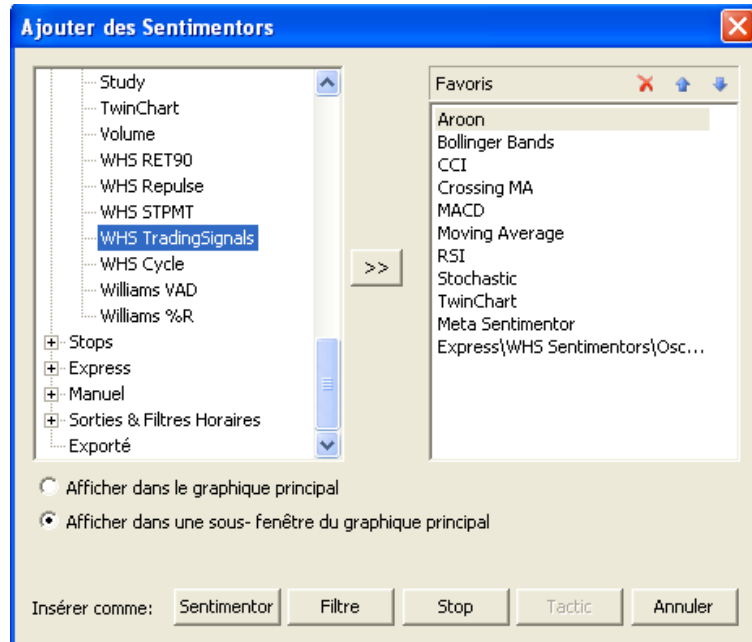 Ajouter des Sentimentors
Study
TwinChart
Volume
WHS RET90
WHS Repulse
WHS STPMT
WHS TradingSignals
WHS Cycle
Williams VAD
Williams %R
Stops
Express
Manuel
Sorties & Filtres Horaires
Exporté
>>
Favoris
Aroon
Bollinger Bands
CCI
Crossing MA
MACD
Moving Average
RSI
Stochastic
TwinChart
Meta Sentimentor
Express\WHS Sentimentors\Osc...
Afficher dans le graphique principal
Afficher dans une sous- fenêtre du graphique principal
Insérer comme: Sentimentor Filtre Stop Tactic Annuler